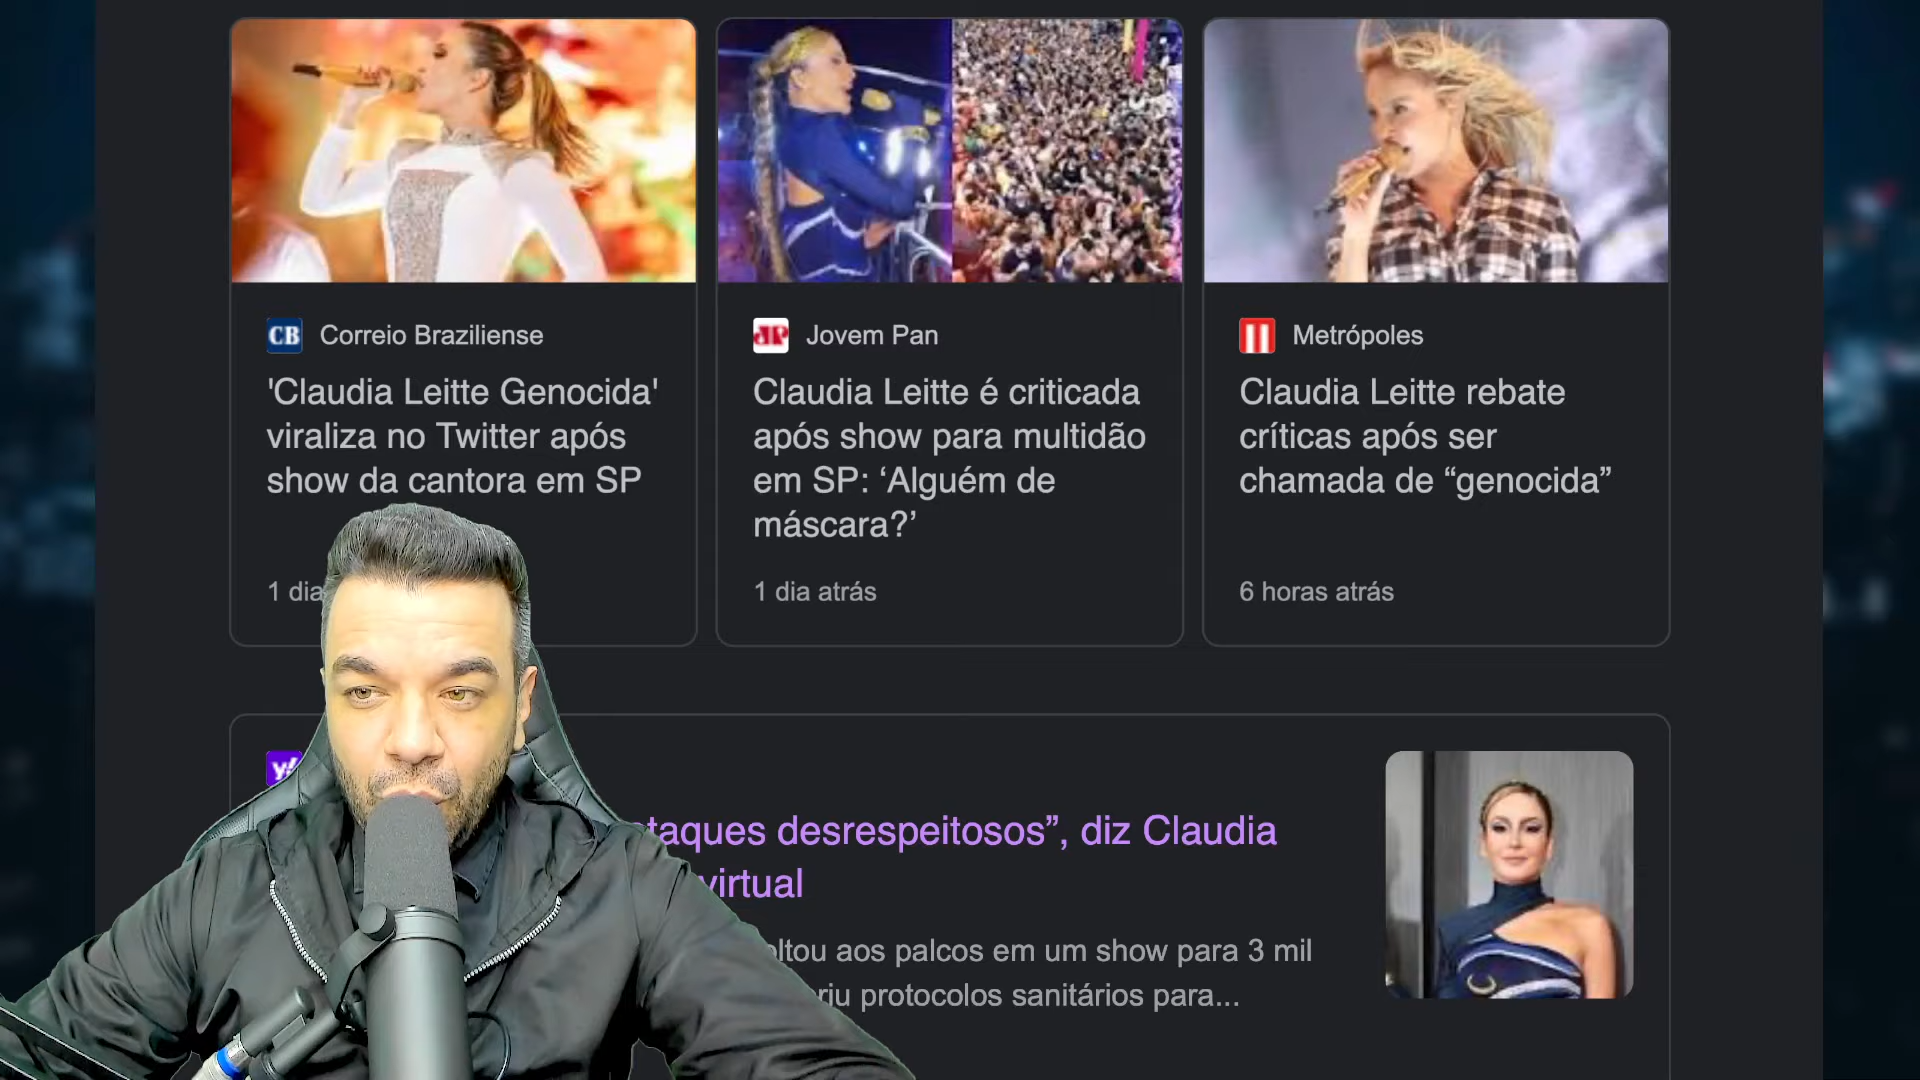 CB Correio Braziliense
'Claudia Leitte Genocida'
viraliza no Twitter após
show da cantora em SP
1 dia
JP Jovem Pan
Claudia Leitte é criticada
após show para multidão
em SP: ‘Alguém de
máscara?’
1 dia atrás
Metrópoles
Claudia Leitte rebate
críticas após ser
chamada de “genocida”
6 horas atrás
y!
ataques desrespeitosos”, diz Claudia
virtual
oltou aos palcos em um show para 3 mil
riu protocolos sanitários para...